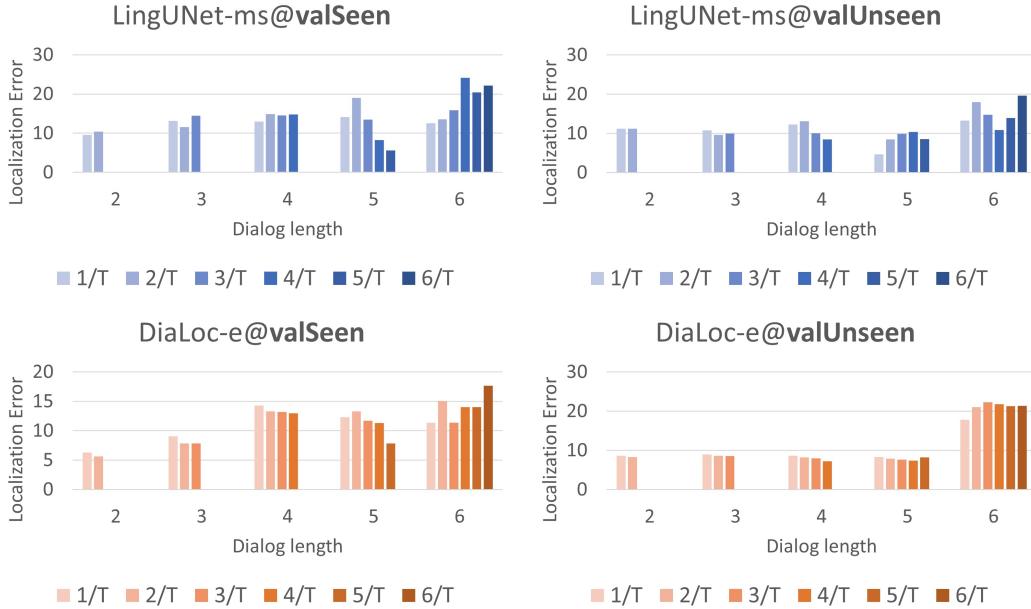 LingUNet-ms@valSeen
Localization Error
30
20
10
0
2 3 4 5 6
Dialog length
1/T 2/T 3/T 4/T 5/T 6/T
LingUNet-ms@valUnseen
Localization Error
30
20
10
0
2 3 4 5 6
Dialog length
1/T 2/T 3/T 4/T 5/T 6/T
DiaLoc-e@valSeen
Localization Error
20
15
10
5
0
2 3 4 5 6
Dialog length
1/T 2/T 3/T 4/T 5/T 6/T
DiaLoc-e@valUnseen
Localization Error
30
20
10
0
2 3 4 5 6
Dialog length
1/T 2/T 3/T 4/T 5/T 6/T